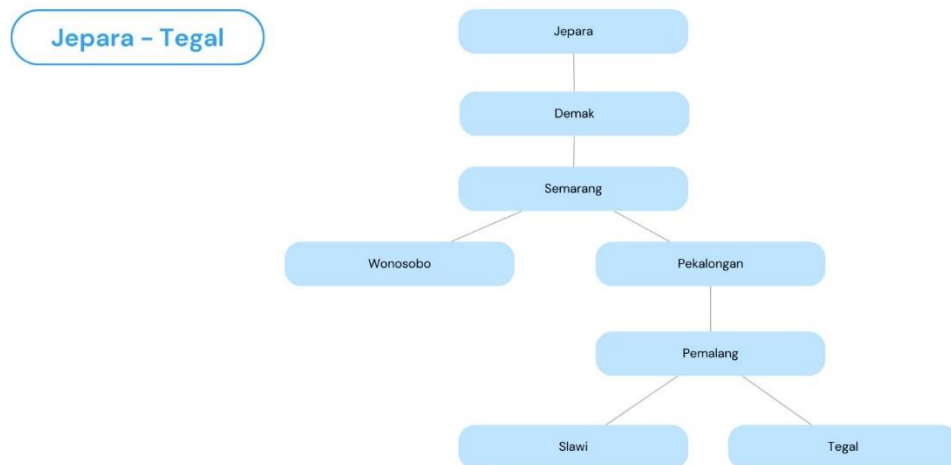 Jepara - Tegal
Jepara
Demak
Semarang
Wonosobo
Pekalongan
Pemalang
Slawi
Tegal